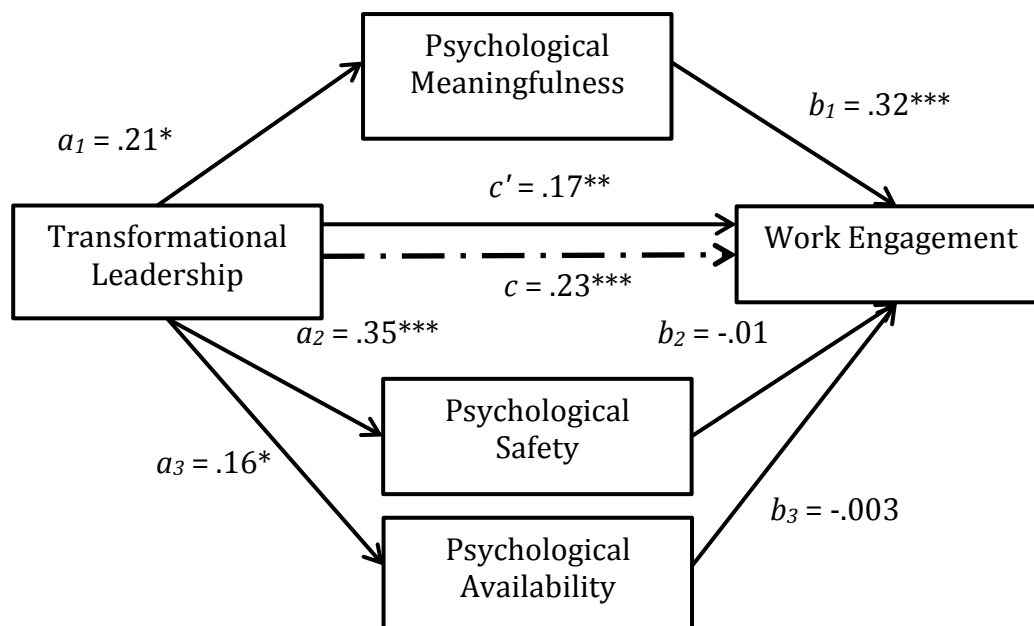 Psychological
Meaningfulness
a1 = .21*
b1 = .32***
c' = .17**
Transformational
Leadership
Work Engagement
c = .23***
a2 = .35***
b2 = -.01
Psychological
Safety
a3 = .16*
b3 = -.003
Psychological
Availability